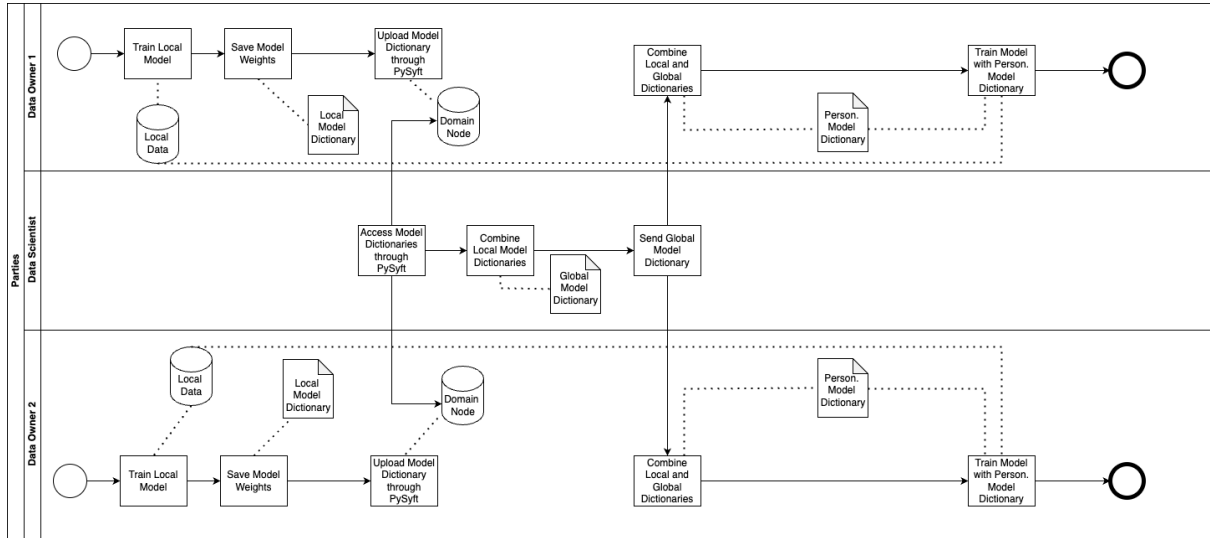 Parties
Data Owner 1
Train Local
Model
Save Model
Weights
Upload Model
Dictionary
through
PySyft
Combine
Local and
Global
Dictionaries
Train Model
with Person.
Model
Dictionary
Local
Data
Local
Model
Dictionary
Domain
Node
Person.
Model
Dictionary
Data Scientist
Access Model
Dictionaries
through
PySyft
Combine
Local Model
Dictionaries
Send Global
Model
Dictionary
Global
Model
Dictionary
Data Owner 2
Local
Data
Local
Model
Dictionary
Domain
Node
Person.
Model
Dictionary
Train Local
Model
Save Model
Weights
Upload Model
Dictionary
through
PySyft
Combine
Local and
Global
Dictionaries
Train Model
with Person.
Model
Dictionary